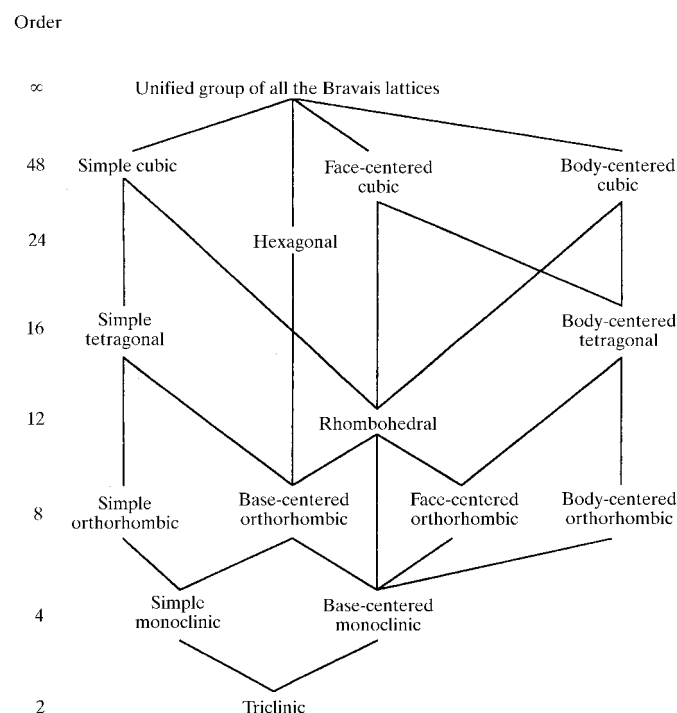 Order
∞ Unified group of all the Bravais lattices
48 Simple cubic Face-centered Body-centered
cubic cubic
24 Hexagonal
16 Simple Body-centered
tetragonal tetragonal
12 Rhombohedral
8 Simple Base-centered Face-centered Body-centered
orthorhombic orthorhombic orthorhombic orthorhombic
4 Simple Base-centered
monoclinic monoclinic
2 Triclinic